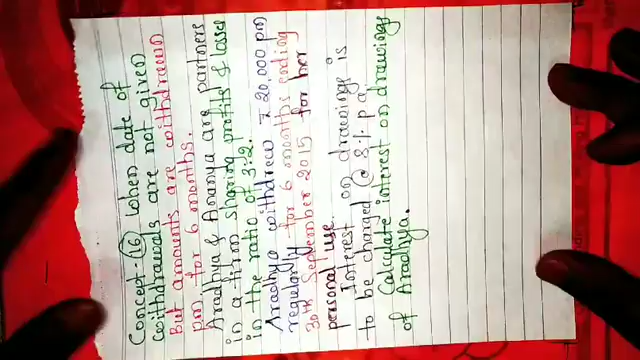 Concept-(16) When date of
withdrawals are not given
But amounts are withdrawn
pm for 6 months.
Aradhya & Ananya are partners
in a firm sharing profits & losses
in the ratio of 3:2!
Aradhya withdrew ₹ 20,000 pm
regularly for 6 months ending
30th September 2015 for her
personal use.
Interest on drawings is
to be charged @ 8% p a
Calculate interest on drawings
of Aradhya.